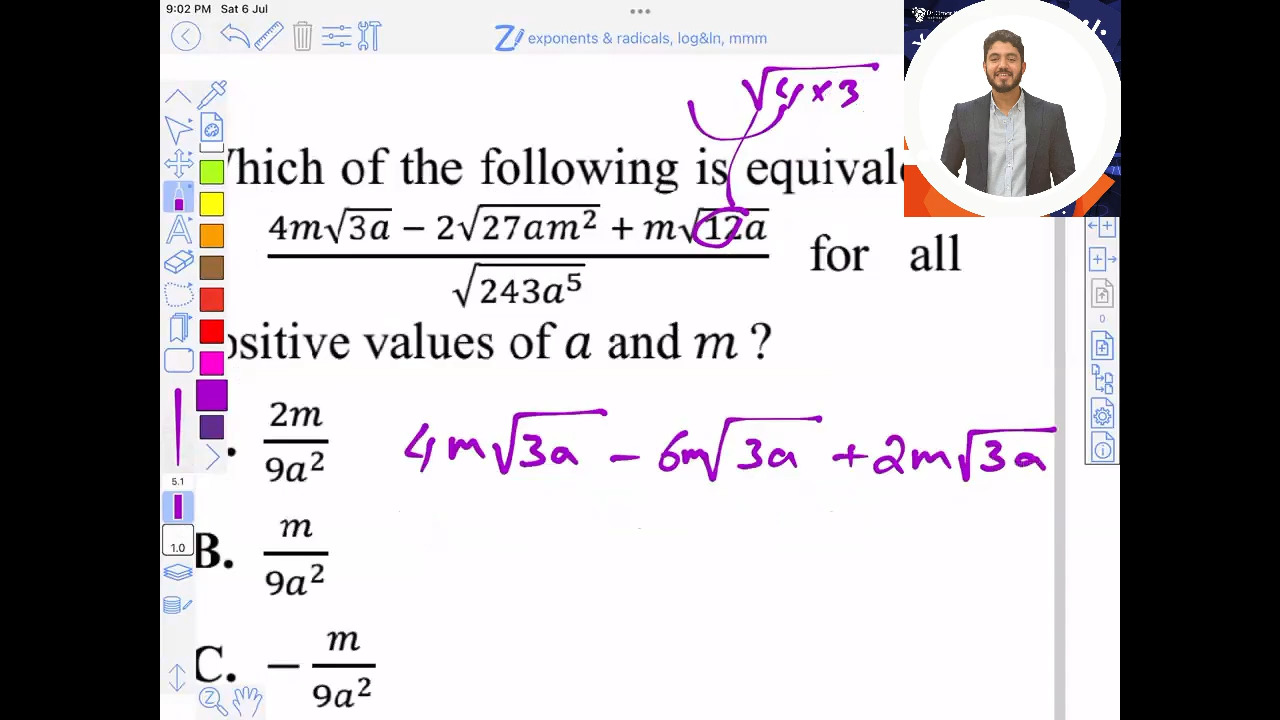 9:02 PM Sat 6 Jul
exponents & radicals, log&ln, mmm
√4×3
hich of the following is equival
(4m√3a − 2√27am² + m√12a)/√243a⁵ for all
ositive values of a and m ?
. 2m/9a²
4m√3a − 6m√3a + 2m√3a
B. m/9a²
C. − m/9a²
5.1
1.0
0